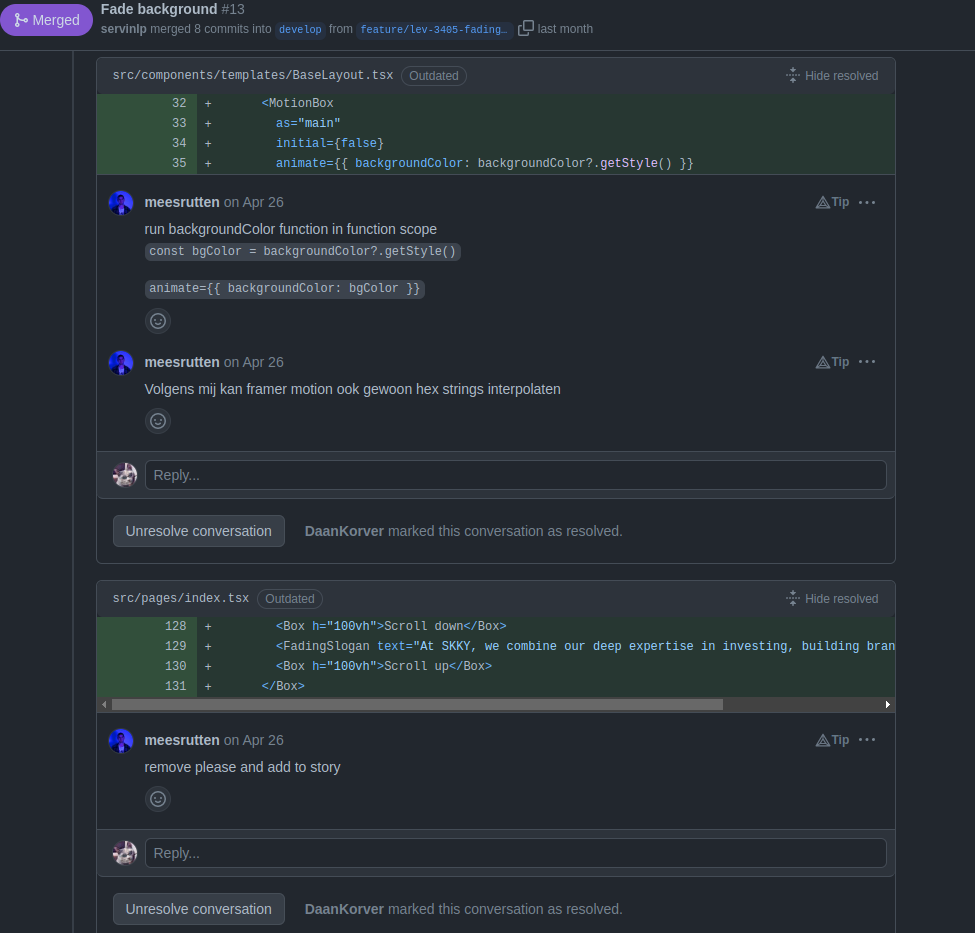 Merged
Fade background #13
servinlp merged 8 commits into develop from feature/lev-3405-fading… last month
src/components/templates/BaseLayout.tsx Outdated Hide resolved
32 + <MotionBox
33 + as="main"
34 + initial={false}
35 + animate={{ backgroundColor: backgroundColor?.getStyle() }}
meesrutten on Apr 26 Tip ···
run backgroundColor function in function scope
const bgColor = backgroundColor?.getStyle()
animate={{ backgroundColor: bgColor }}
meesrutten on Apr 26 Tip ···
Volgens mij kan framer motion ook gewoon hex strings interpolaten
Reply...
Unresolve conversation DaanKorver marked this conversation as resolved.
src/pages/index.tsx Outdated Hide resolved
128 + <Box h="100vh">Scroll down</Box>
129 + <FadingSlogan text="At SKKY, we combine our deep expertise in investing, building bran
130 + <Box h="100vh">Scroll up</Box>
131 + </Box>
meesrutten on Apr 26 Tip ···
remove please and add to story
Reply...
Unresolve conversation DaanKorver marked this conversation as resolved.